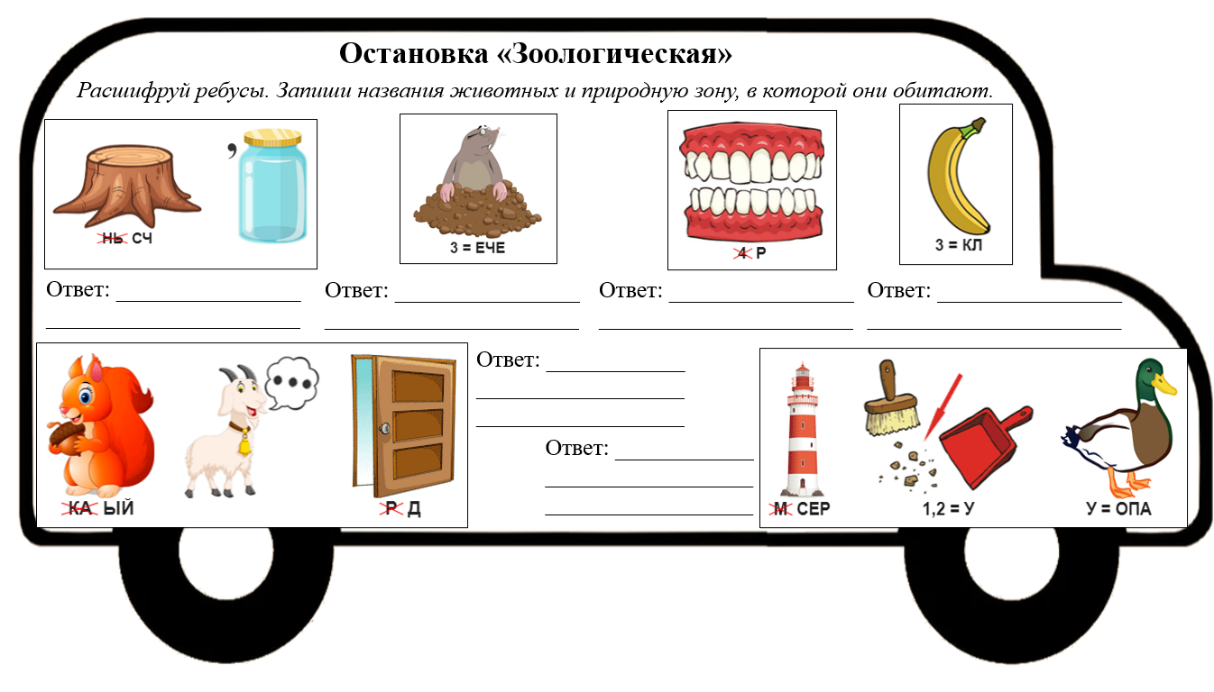 Остановка «Зоологическая»
Расшифруй ребусы. Запиши названия животных и природную зону, в которой они обитают.
,
НЬ СЧ
3 = ЕЧЕ
4 Р
3 = КЛ
Ответ:
Ответ:
Ответ:
Ответ:
КА ЫЙ
Р Д
Ответ:
Ответ:
М СЕР
1,2 = У
У = ОПА